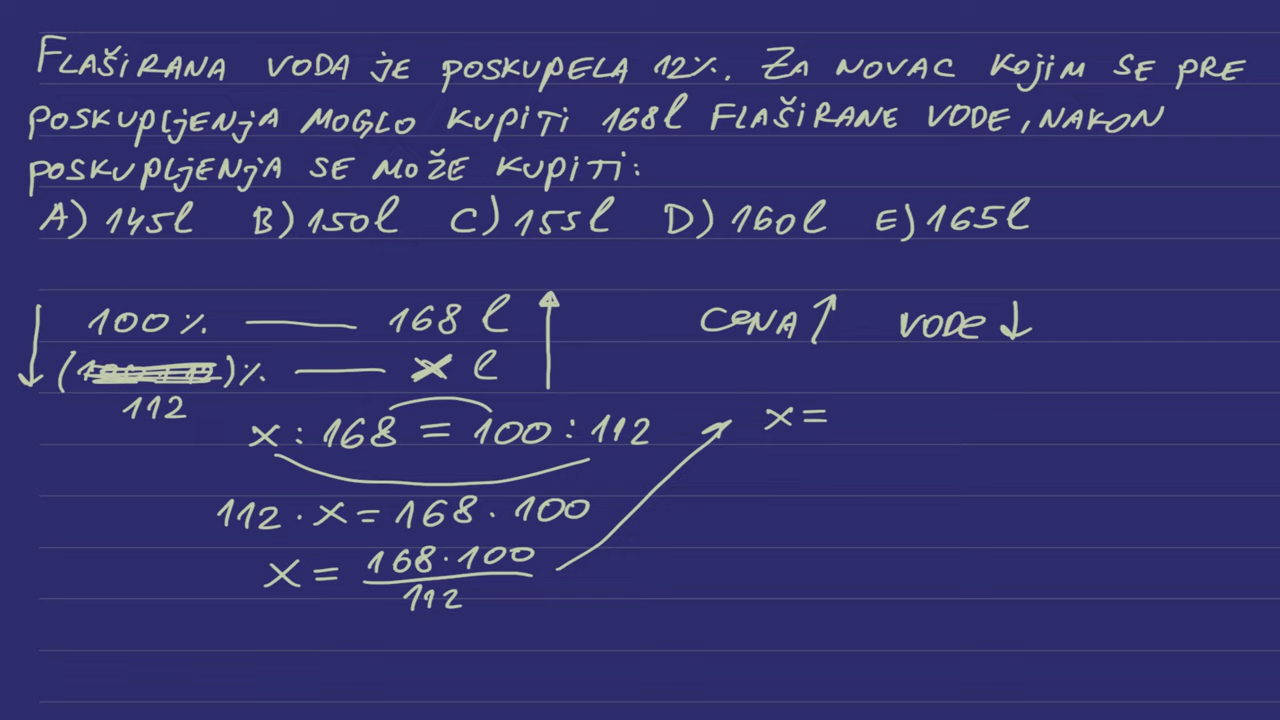 FLAŠIRANA VODA JE POSKUPELA 12%. ZA NOVAC KOJIM SE PRE
POSKUPLJENJA MOGLO KUPITI 168l FLAŠIRANE VODE, NAKON
POSKUPLJENJA SE MOŽE KUPITI:
A) 145l B) 150l C) 155l D) 160l E) 165l
↓ 100% — 168 l ↑ CENA ↑ VODE ↓
( )% — x l
112
x : 168 = 100 : 112 x =
112 · x = 168 · 100
x = 168 · 100
112